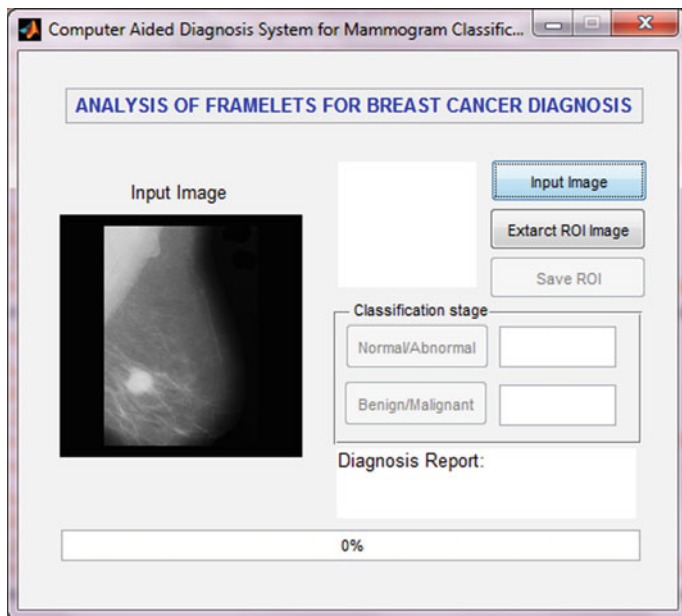 Computer Aided Diagnosis System for Mammogram Classific...
ANALYSIS OF FRAMELETS FOR BREAST CANCER DIAGNOSIS
Input Image
Input Image
Extarct ROI Image
Save ROI
Classification stage
Normal/Abnormal
Benign/Malignant
Diagnosis Report:
0%